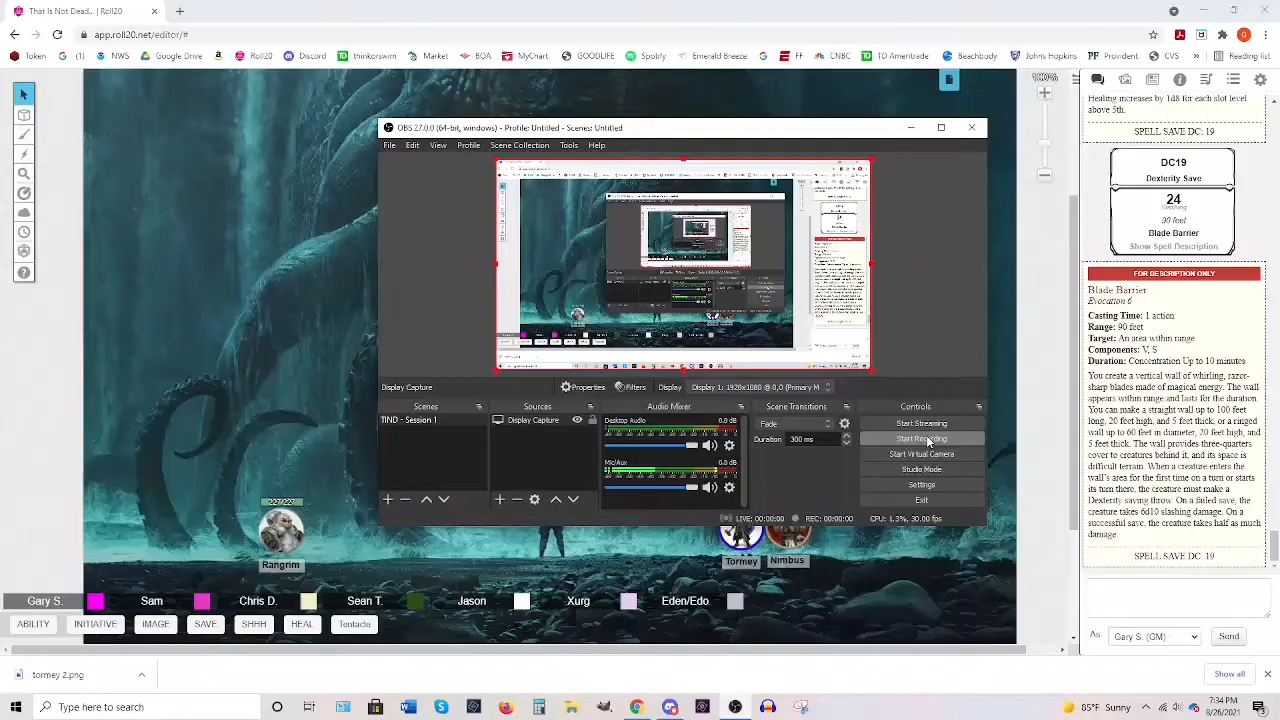 That Is Not Dead... | Roll20
app.roll20.net/editor/#
Token
NWS
Google Drive
Roll20
Discord
thinkorswim
Market
BOA
MyChart
GOODLIFE
Spotify
Emerald Breeze
FF
CNBC
TD Ameritrade
Beachbody
Johns Hopkins
Provident
CVS
»
Reading list
100%
Healing increases by 1d8 for each slot level
above 5th.
SPELL SAVE DC: 19
DC19
Dexterity Save
24
Slashing
90 feet
Blade Barrier
Show Spell Description
FOR DESCRIPTION ONLY
Blade Barrier
Evocation 6
Casting Time: 1 action
Target: An area within range
Components: V, S
Duration: Concentration Up to 10 minutes
You create a vertical wall of whirling, razor-
sharp blades made of magical energy. The wall
appears within range and lasts for the duration.
You can make a straight wall up to 100 feet
long, 20 feet high, and 5 feet thick, or a ringed
wall up to 60 feet in diameter, 20 feet high, and
5 feet thick. The wall provides three-quarters
cover to creatures behind it, and its space is
difficult terrain. When a creature enters the
wall's area for the first time on a turn or starts
its turn there, the creature must make a
Dexterity saving throw. On a failed save, the
creature takes 6d10 slashing damage. On a
successful save, the creature takes half as much
damage.
SPELL SAVE DC: 19
As
Gary S. (GM)
Send
OBS 27.0.0 (64-bit, windows) - Profile: Untitled - Scenes: Untitled
File Edit View Profile Scene Collection Tools Help
Display Capture
Properties
Filters
Display
Display 1: 1920x1080 @ 0,0 (Primary M
Scenes
Sources
Audio Mixer
Scene Transitions
Controls
TIND - Session 1
Display Capture
Desktop Audio
0.0 dB
Mic/Aux
0.0 dB
Fade
Duration
300 ms
Start Streaming
Start Recording
Start Virtual Camera
Studio Mode
Settings
Exit
LIVE: 00:00:00
REC: 00:00:00
CPU: 1.3%, 30.00 fps
227/227
Rangrim
Tormey
Nimbus
Gary S.
Sam
Chris D.
Sean T.
Jason
Xurg
Eden/Edo
ABILITY
INITIATIVE
IMAGE
SAVE
SHHH
HEAL
Tentacle
tormey 2.png
Show all
Type here to search
85°F Sunny
7:34 PM
8/26/2021